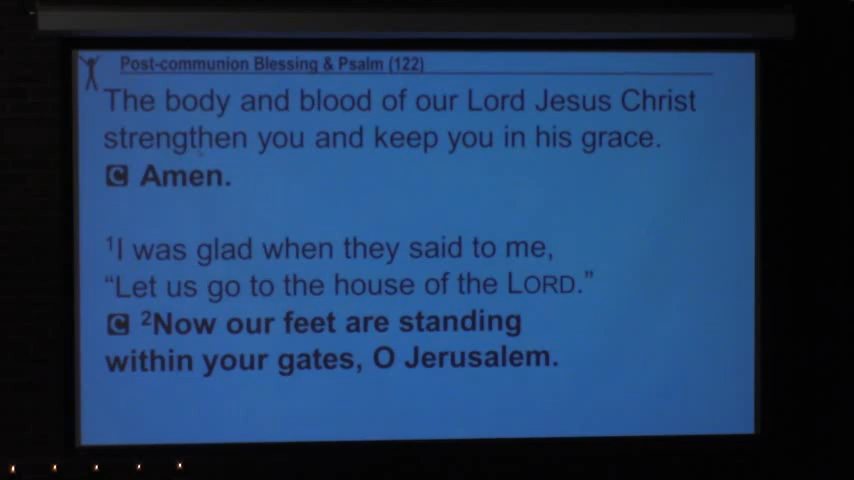 Post-communion Blessing & Psalm (122)
The body and blood of our Lord Jesus Christ
strengthen you and keep you in his grace.
C Amen.
¹I was glad when they said to me,
“Let us go to the house of the LORD.”
C ²Now our feet are standing
within your gates, O Jerusalem.